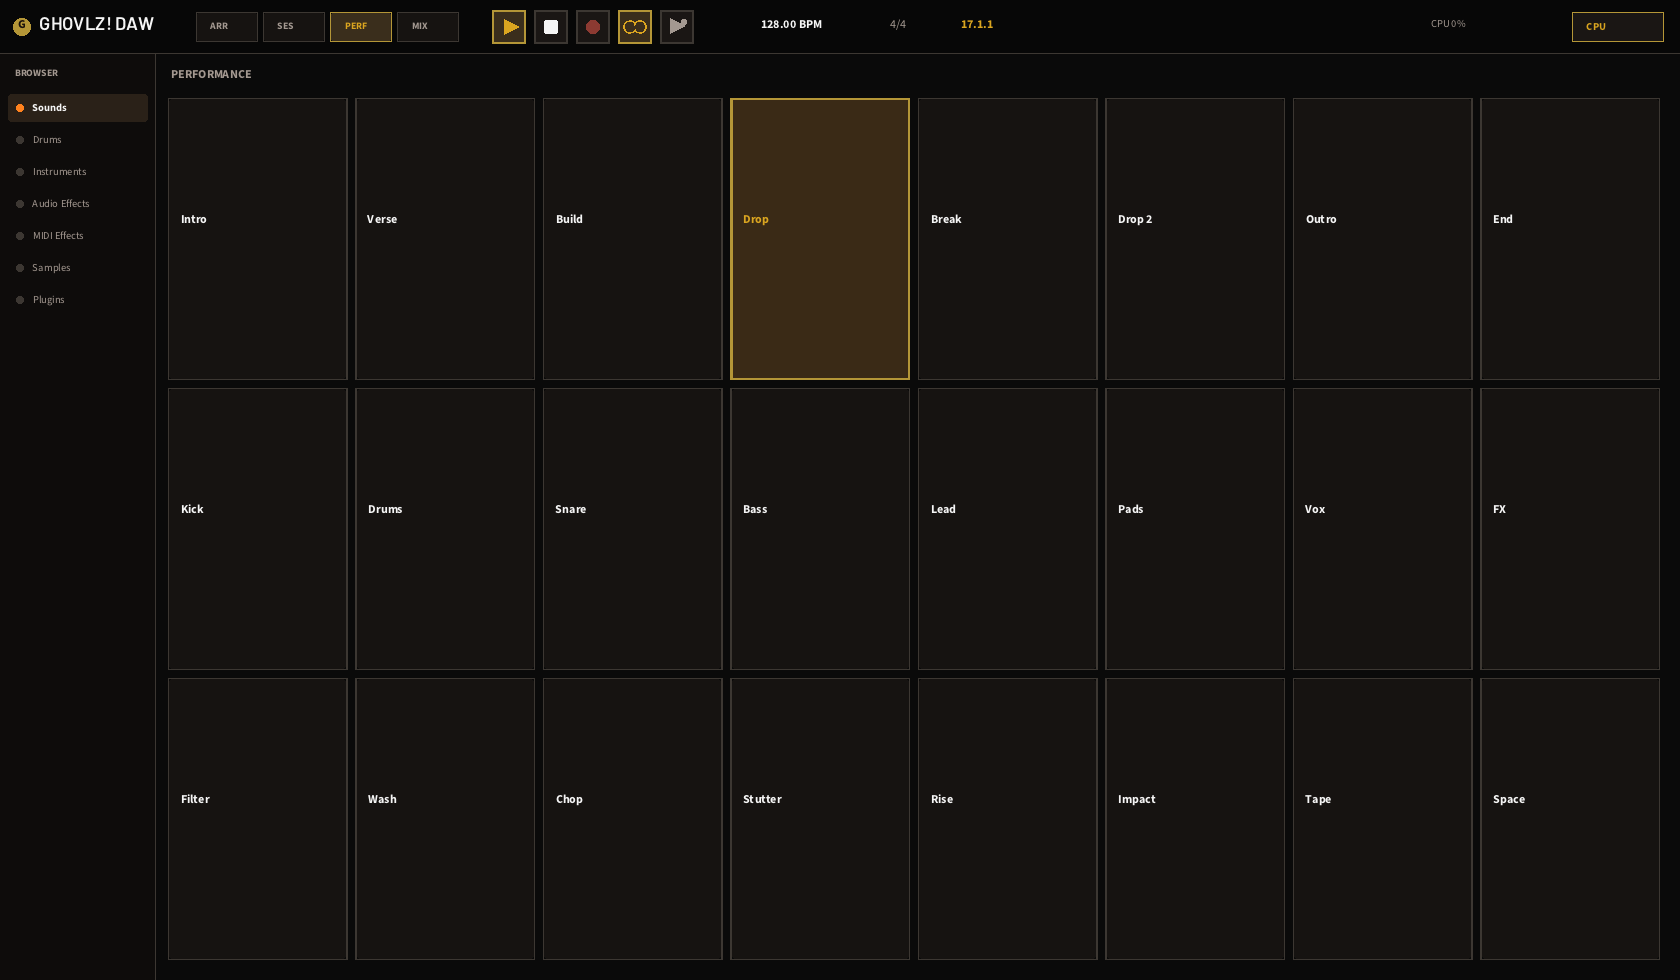 G GHOVLZ! DAW ARR SES PERF MIX 128.00 BPM 4/4 17.1.1 CPU 0% CPU
BROWSER
Sounds
Drums
Instruments
Audio Effects
MIDI Effects
Samples
Plugins
PERFORMANCE
Intro Verse Build Drop Break Drop 2 Outro End
Kick Drums Snare Bass Lead Pads Vox FX
Filter Wash Chop Stutter Rise Impact Tape Space